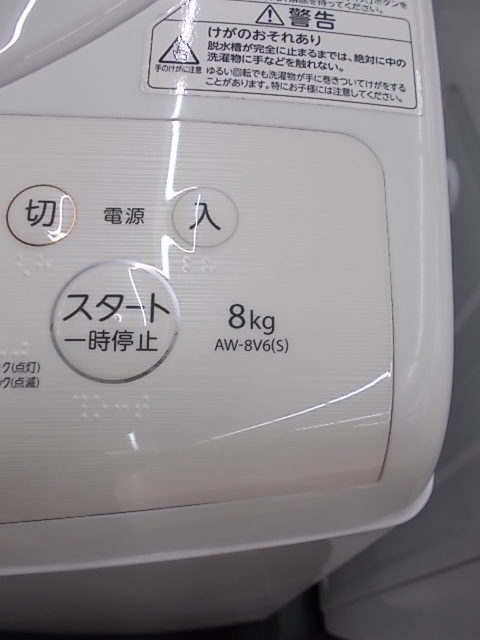 警告
けがのおそれあり
脱水槽が完全に止まるまでは、絶対に中の
洗濯物に手などを触れない。
ゆるい回転でも洗濯物が手に巻きついてけがをする
ことがあります。特にお子様には注意してください。
手のけがに注意
切
電源
入
スタート
一時停止
8kg
AW-8V6(S)
ク(点灯)
ック(点滅)